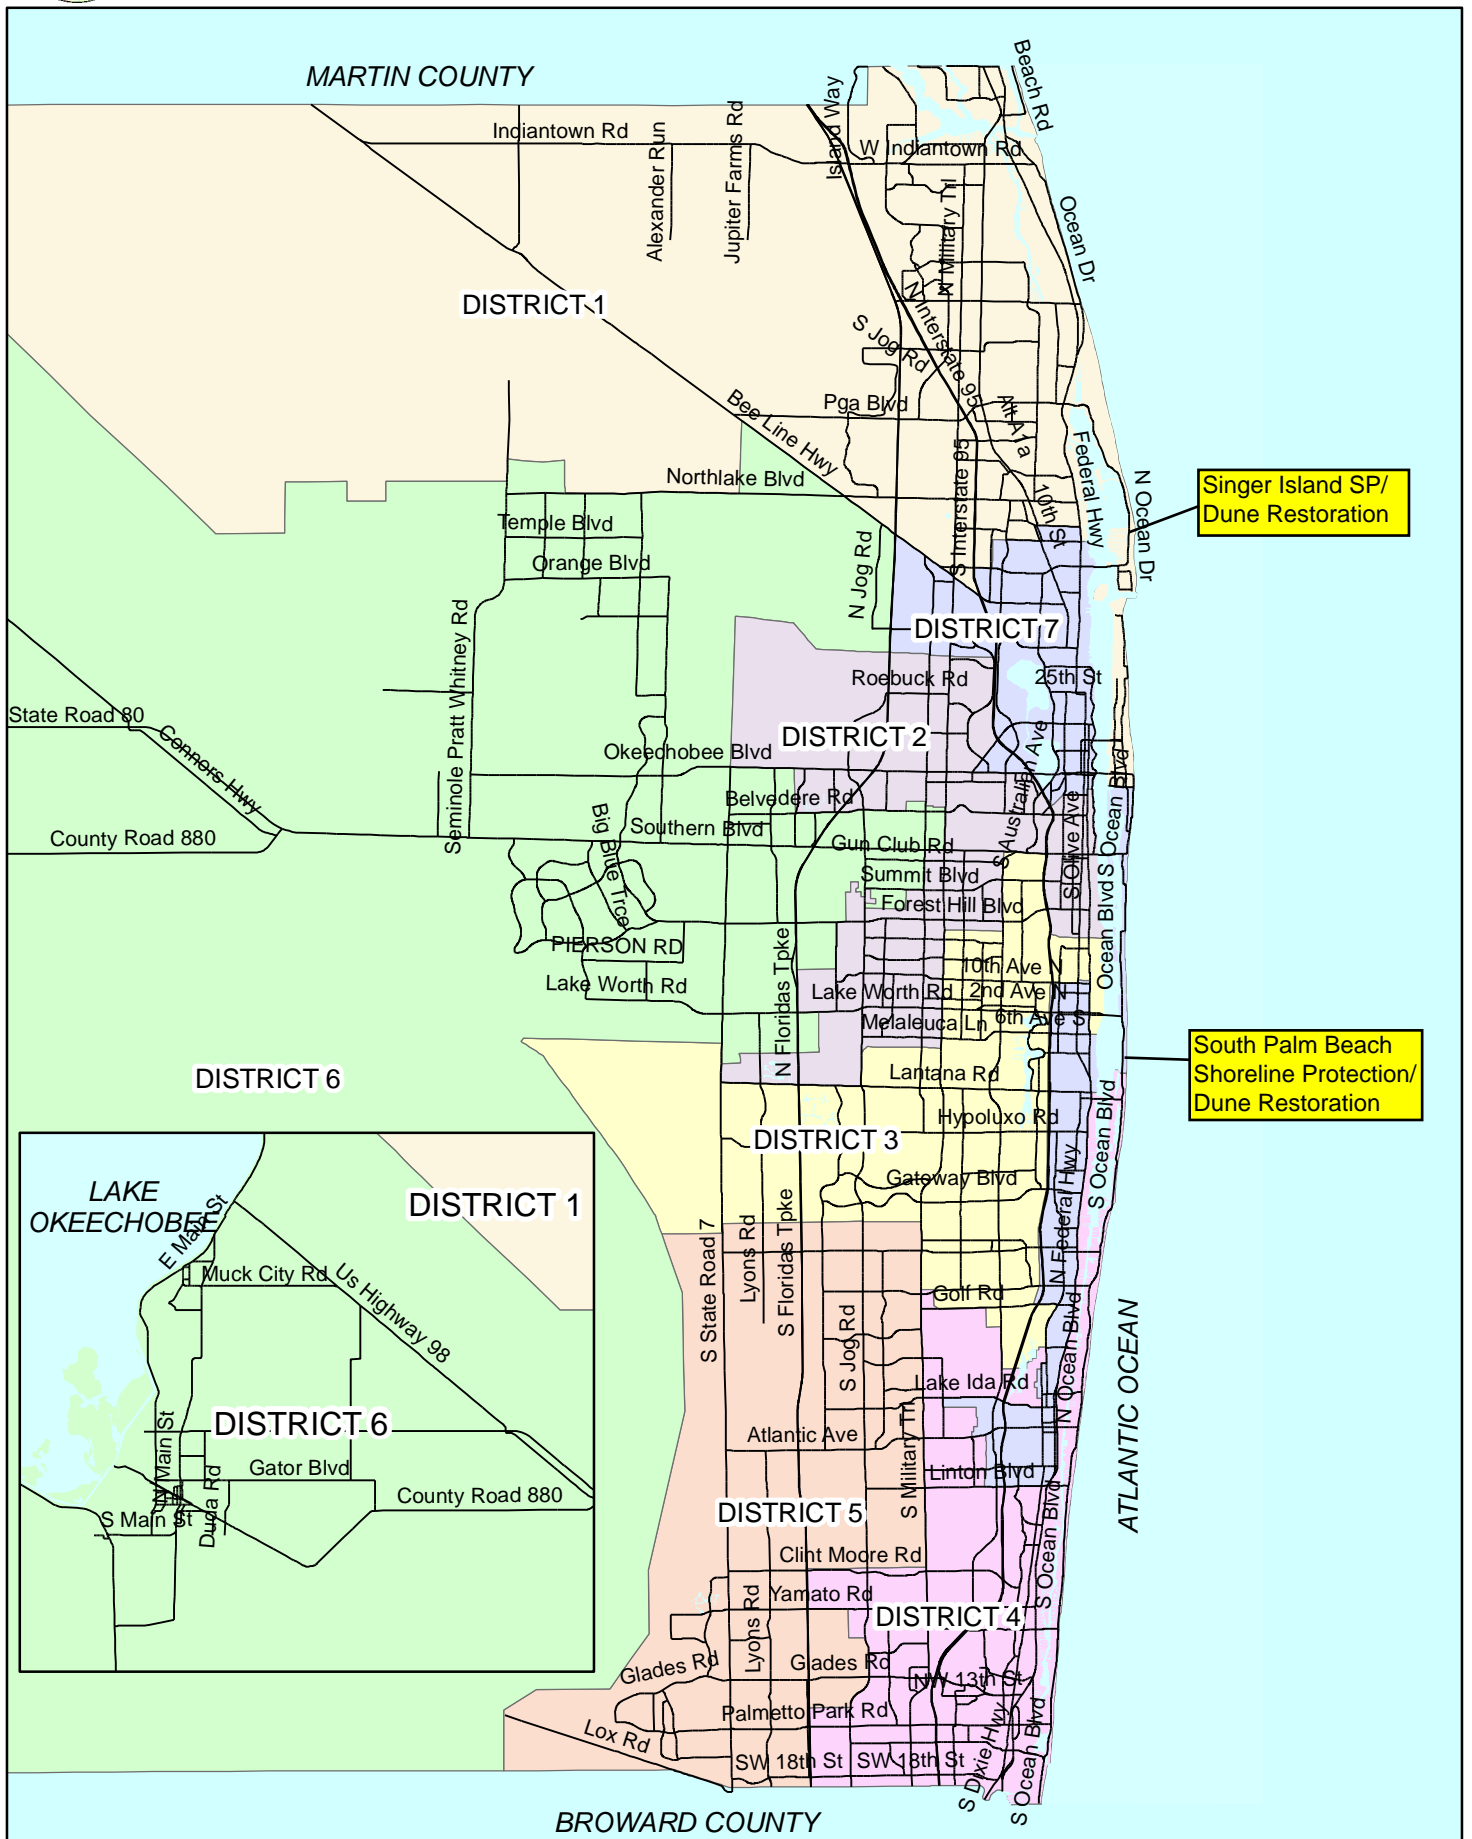 MARTIN COUNTY
Beach Rd
Island Way
Indiantown Rd
W Indiantown Rd
Alexander Run
Jupiter Farms Rd
N Military Trl
Ocean Dr
DISTRICT 1
N Interstate 95
S Jog Rd
Pga Blvd
Alt A1a
Bee Line Hwy
Federal Hwy
Northlake Blvd
S Interstate 95
10th St
N Ocean Dr
Singer Island SP/
Dune Restoration
Temple Blvd
Orange Blvd
N Jog Rd
Seminole Pratt Whitney Rd
DISTRICT 7
Roebuck Rd
25th St
State Road 80
Connors Hwy
DISTRICT 2
Okeechobee Blvd
S Australian Ave
S Ocean Blvd
Belvedere Rd
S Olive Ave
Big Blue Trce
Southern Blvd
County Road 880
Gun Club Rd
Summit Blvd
Forest Hill Blvd
Ocean Blvd
PIERSON RD
N Floridas Tpke
10th Ave N
Lake Worth Rd
Lake Worth Rd
2nd Ave N
Melaleuca Ln
6th Ave S
South Palm Beach
Shoreline Protection/
Dune Restoration
DISTRICT 6
Lantana Rd
Hypoluxo Rd
S Ocean Blvd
DISTRICT 3
Gateway Blvd
N Federal Hwy
LAKE
OKEECHOBEE
DISTRICT 1
E Main St
Muck City Rd
Us Highway 98
S State Road 7
Lyons Rd
S Floridas Tpke
Golf Rd
S Jog Rd
N Ocean Blvd
ATLANTIC OCEAN
Lake Ida Rd
DISTRICT 6
N Main St
Atlantic Ave
S Military Trl
Gator Blvd
Linton Blvd
County Road 880
S Main St
Duda Rd
DISTRICT 5
S Ocean Blvd
Clint Moore Rd
Yamato Rd
Lyons Rd
DISTRICT 4
Glades Rd
Glades Rd
NW 13th St
Palmetto Park Rd
Lox Rd
SW 18th St
SW 18th St
S Dixie Hwy
S Ocean Blvd
BROWARD COUNTY